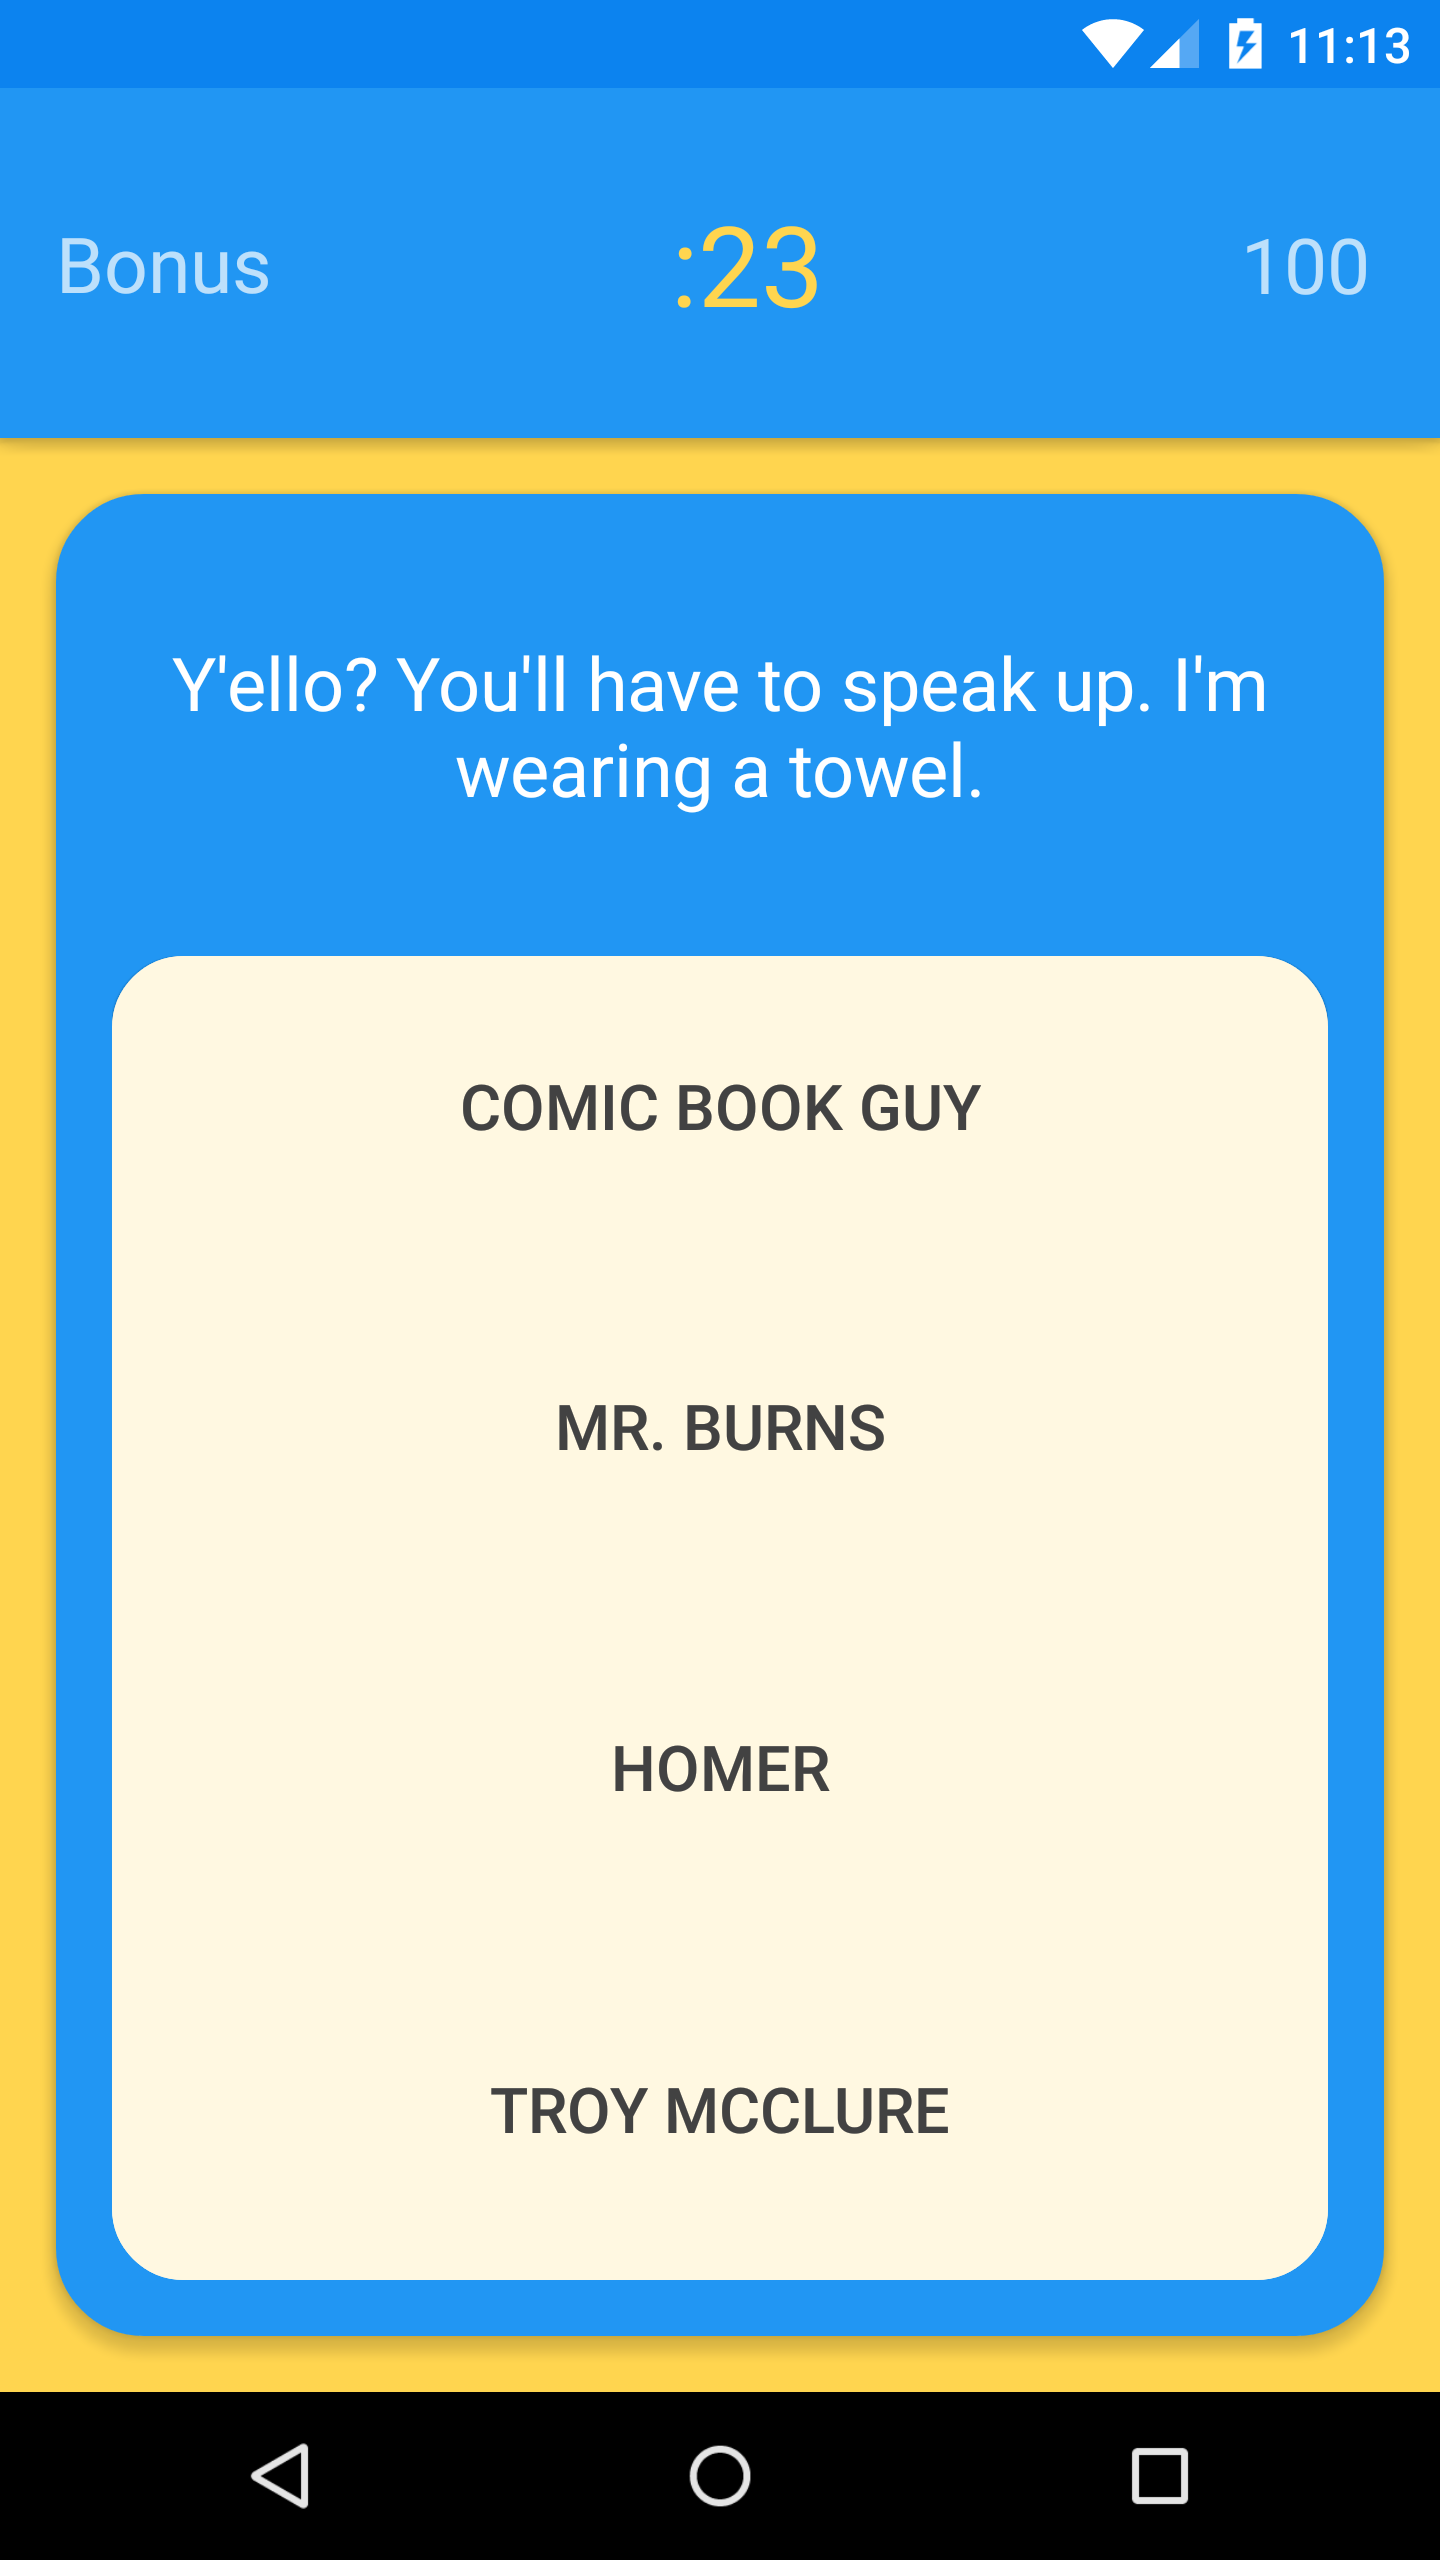 11:13
Bonus
:23
100
Y'ello? You'll have to speak up. I'm
wearing a towel.
COMIC BOOK GUY
MR. BURNS
HOMER
TROY MCCLURE